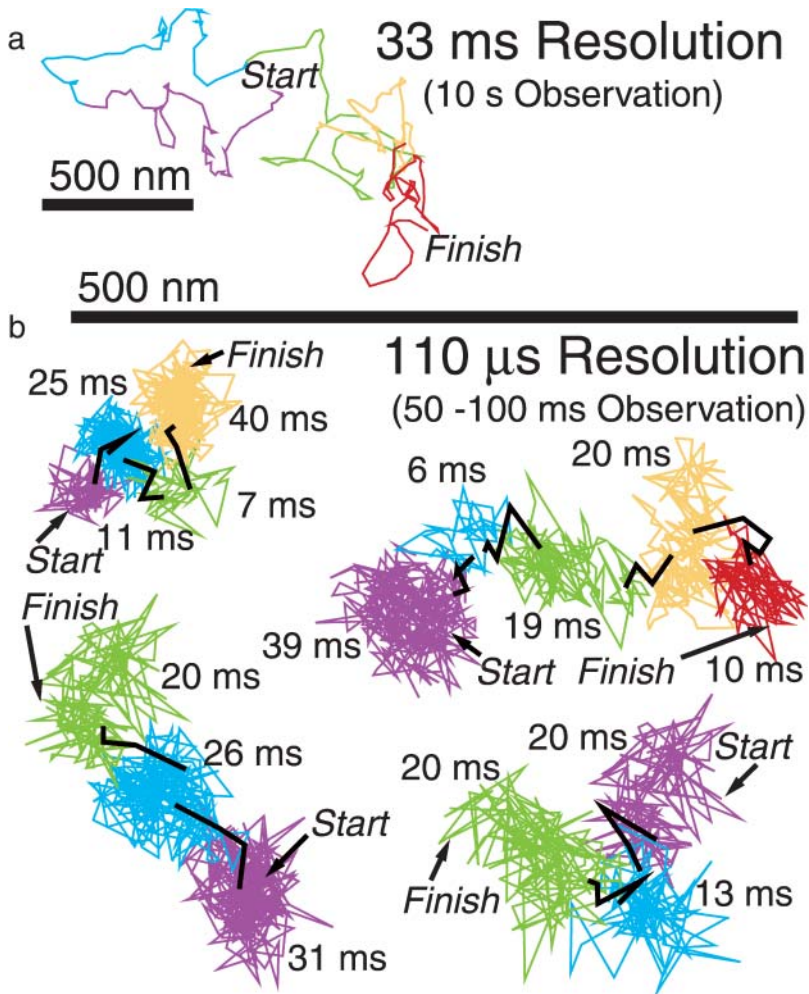 a
33 ms Resolution
(10 s Observation)
Start
500 nm
Finish
500 nm
b
110 μs Resolution
(50 -100 ms Observation)
Finish
25 ms
40 ms
7 ms
11 ms
Start
6 ms
20 ms
39 ms
19 ms
Start
Finish
10 ms
Finish
20 ms
26 ms
Start
31 ms
20 ms
Start
20 ms
Finish
13 ms